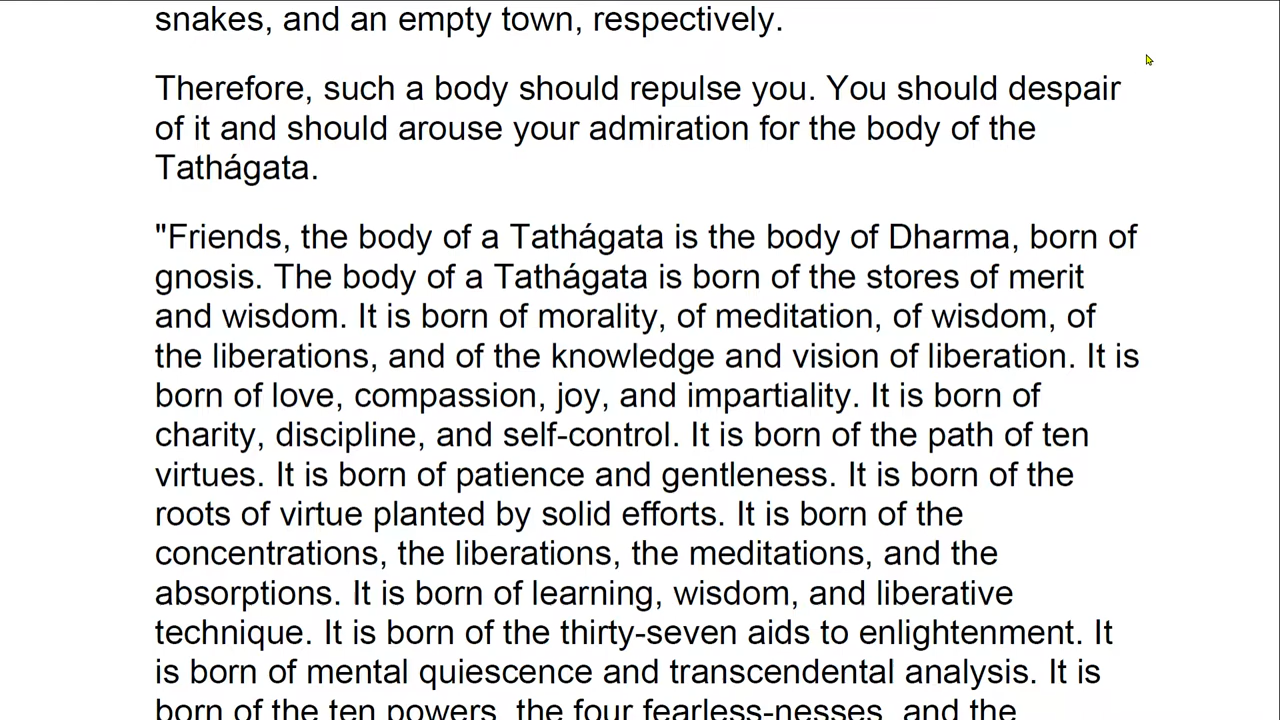 snakes, and an empty town, respectively.
Therefore, such a body should repulse you. You should despair
of it and should arouse your admiration for the body of the
Tathágata.
"Friends, the body of a Tathágata is the body of Dharma, born of
gnosis. The body of a Tathágata is born of the stores of merit
and wisdom. It is born of morality, of meditation, of wisdom, of
the liberations, and of the knowledge and vision of liberation. It is
born of love, compassion, joy, and impartiality. It is born of
charity, discipline, and self-control. It is born of the path of ten
virtues. It is born of patience and gentleness. It is born of the
roots of virtue planted by solid efforts. It is born of the
concentrations, the liberations, the meditations, and the
absorptions. It is born of learning, wisdom, and liberative
technique. It is born of the thirty-seven aids to enlightenment. It
is born of mental quiescence and transcendental analysis. It is
born of the ten powers, the four fearless-nesses, and the